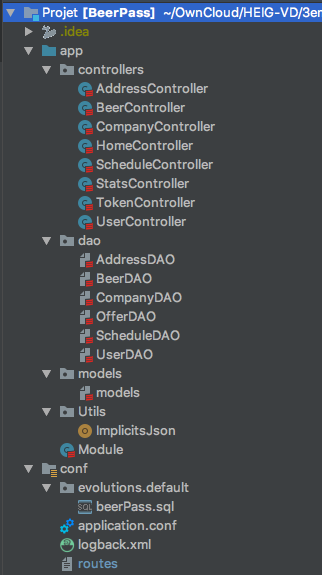 Projet [BeerPass] ~/OwnCloud/HEIG-VD/3em
.idea
app
controllers
AddressController
BeerController
CompanyController
HomeController
ScheduleController
StatsController
TokenController
UserController
dao
AddressDAO
BeerDAO
CompanyDAO
OfferDAO
ScheduleDAO
UserDAO
models
models
Utils
ImplicitsJson
Module
conf
evolutions.default
SQL beerPass.sql
application.conf
logback.xml
routes